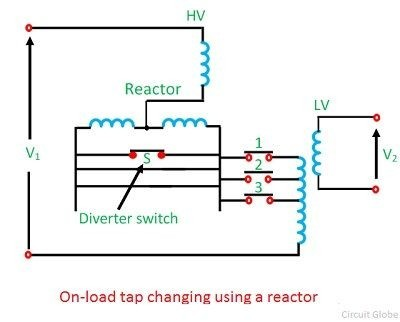 HV
Reactor
LV
V1
S
1
2
3
V2
Diverter switch
On-load tap changing using a reactor
Circuit Globe